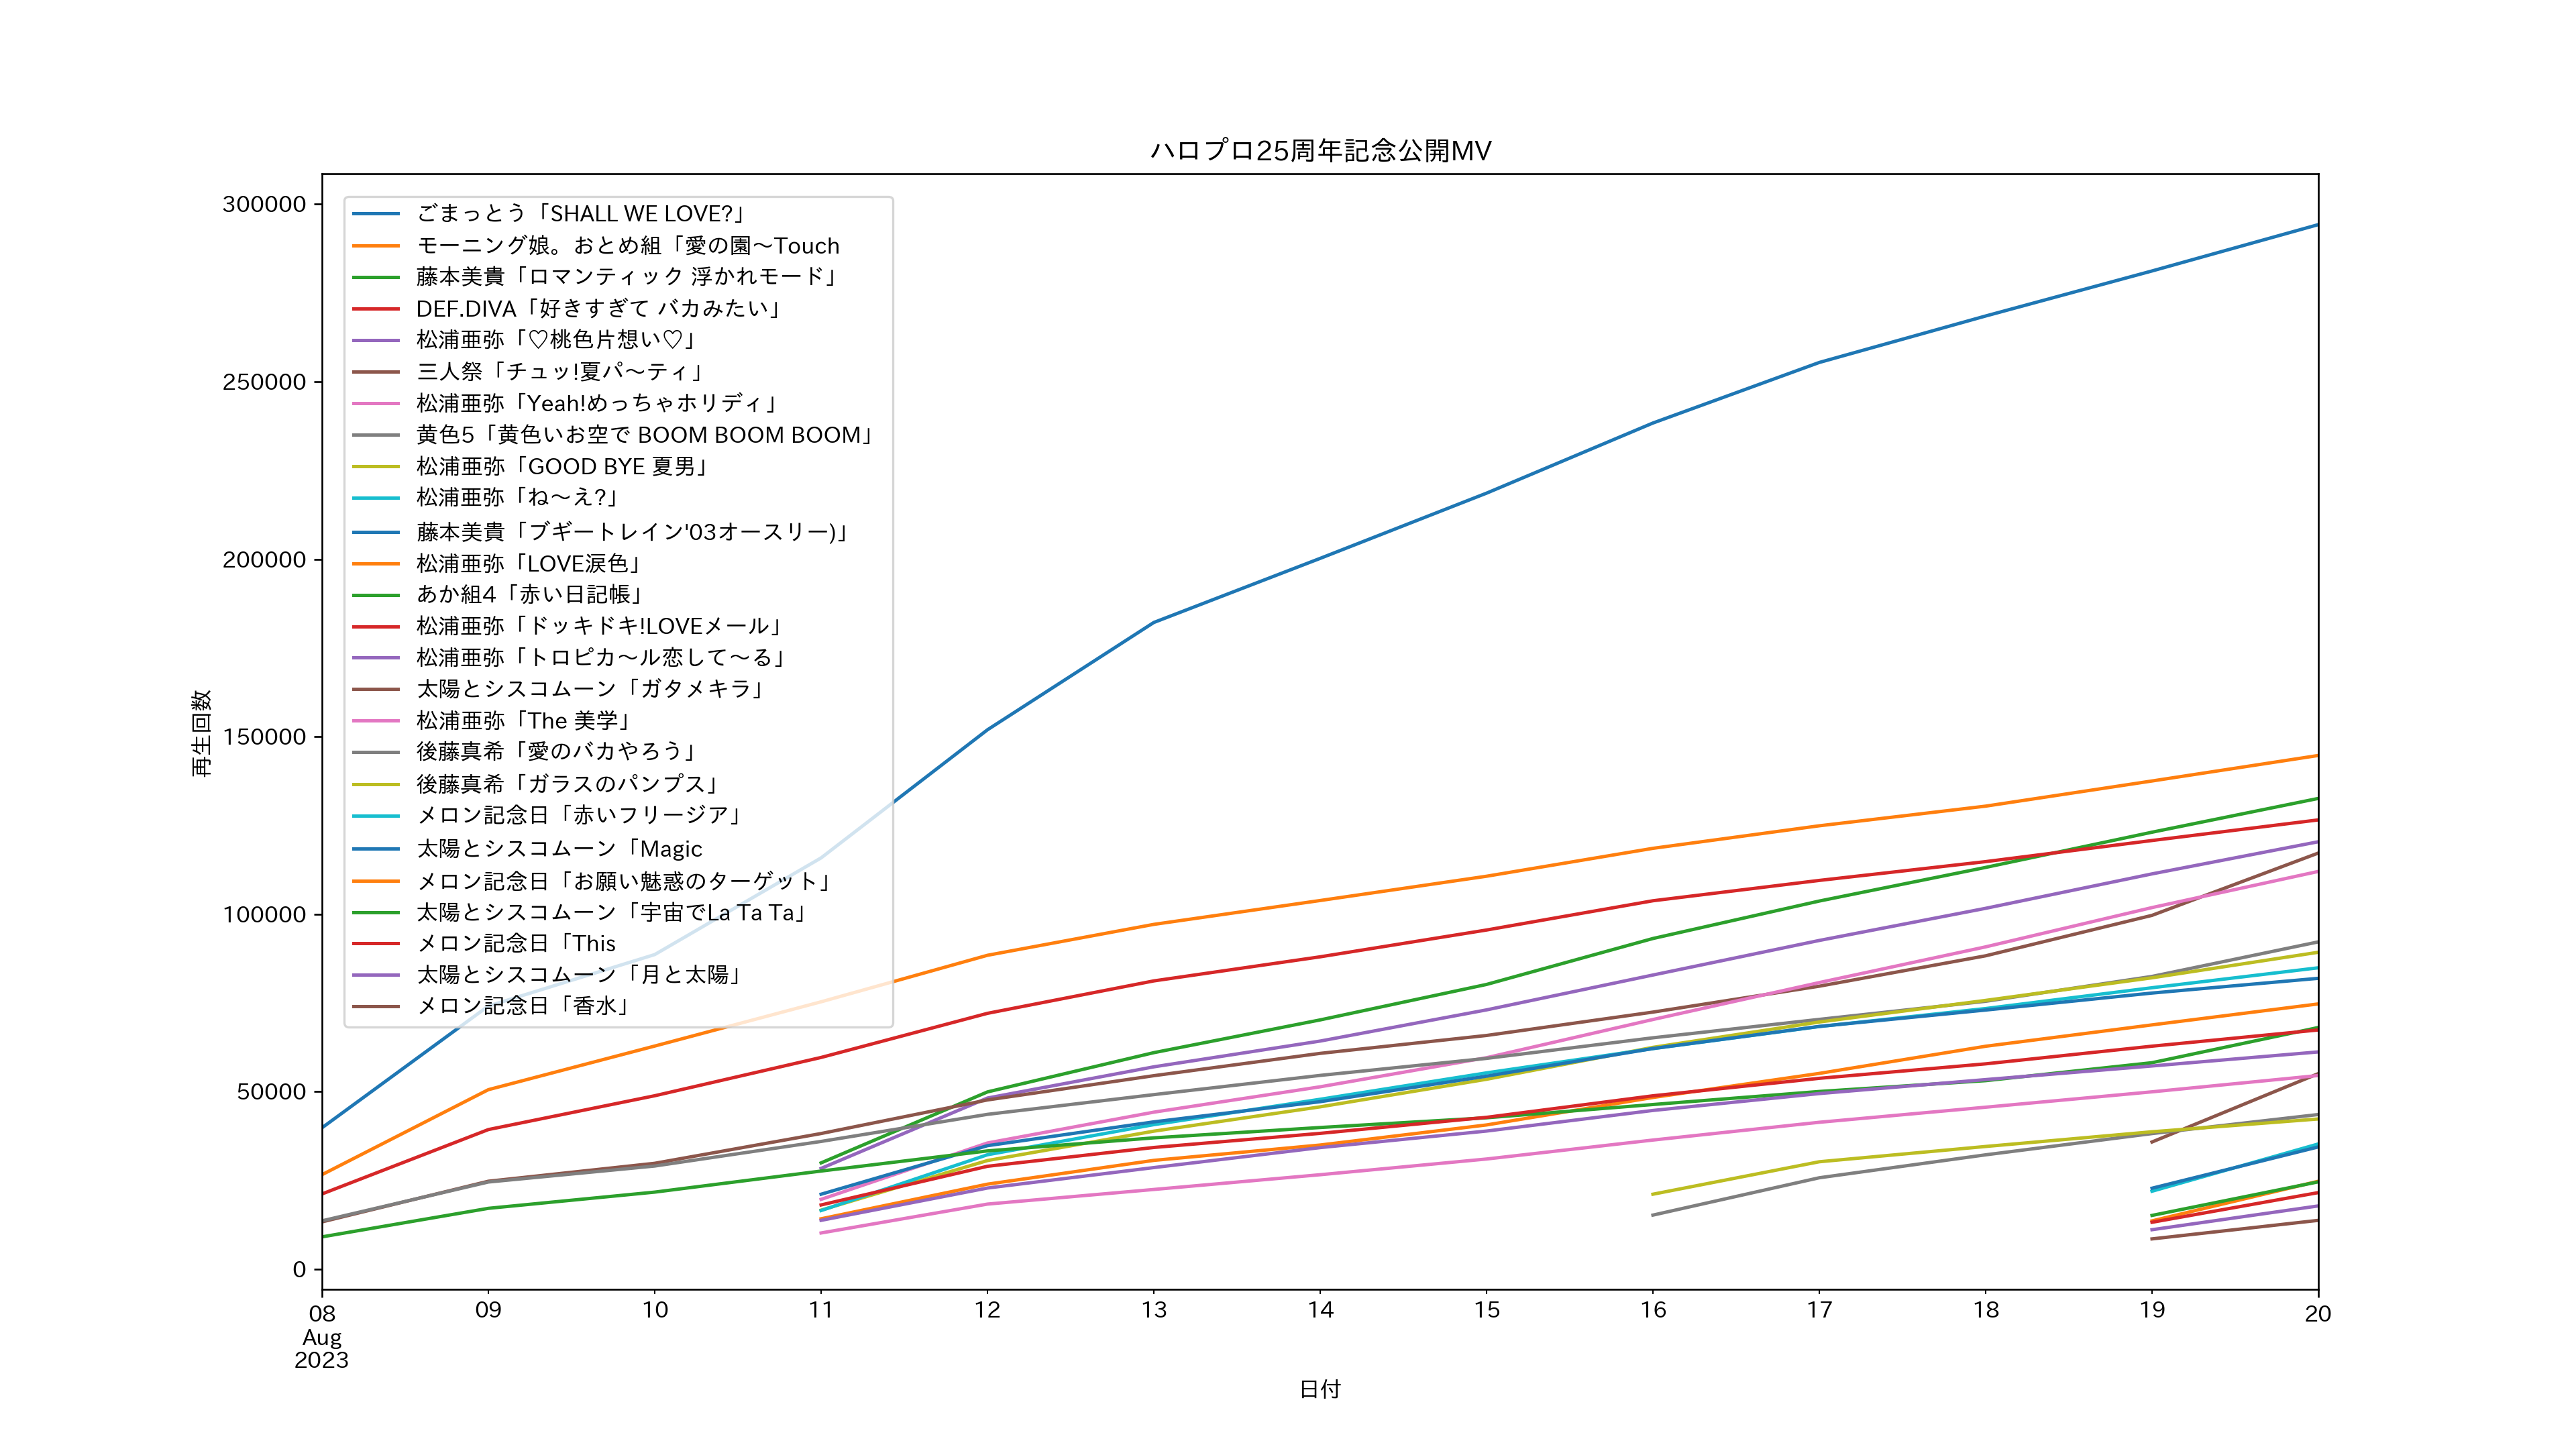 ハロプロ25周年記念公開MV
300000
250000
200000
150000
100000
50000
0
再生回数
ごまっとう「SHALL WE LOVE?」
モーニング娘。おとめ組「愛の園～Touch
藤本美貴「ロマンティック 浮かれモード」
DEF.DIVA「好きすぎて バカみたい」
松浦亜弥「♡桃色片想い♡」
三人祭「チュッ!夏パ～ティ」
松浦亜弥「Yeah!めっちゃホリディ」
黄色5「黄色いお空で BOOM BOOM BOOM」
松浦亜弥「GOOD BYE 夏男」
松浦亜弥「ね～え?」
藤本美貴「ブギートレイン'03オースリー)」
松浦亜弥「LOVE涙色」
あか組4「赤い日記帳」
松浦亜弥「ドッキドキ!LOVEメール」
松浦亜弥「トロピカ～ル恋して～る」
太陽とシスコムーン「ガタメキラ」
松浦亜弥「The 美学」
後藤真希「愛のバカやろう」
後藤真希「ガラスのパンプス」
メロン記念日「赤いフリージア」
太陽とシスコムーン「Magic
メロン記念日「お願い魅惑のターゲット」
太陽とシスコムーン「宇宙でLa Ta Ta」
メロン記念日「This
太陽とシスコムーン「月と太陽」
メロン記念日「香水」
08 09 10 11 12 13 14 15 16 17 18 19 20
Aug
2023
日付